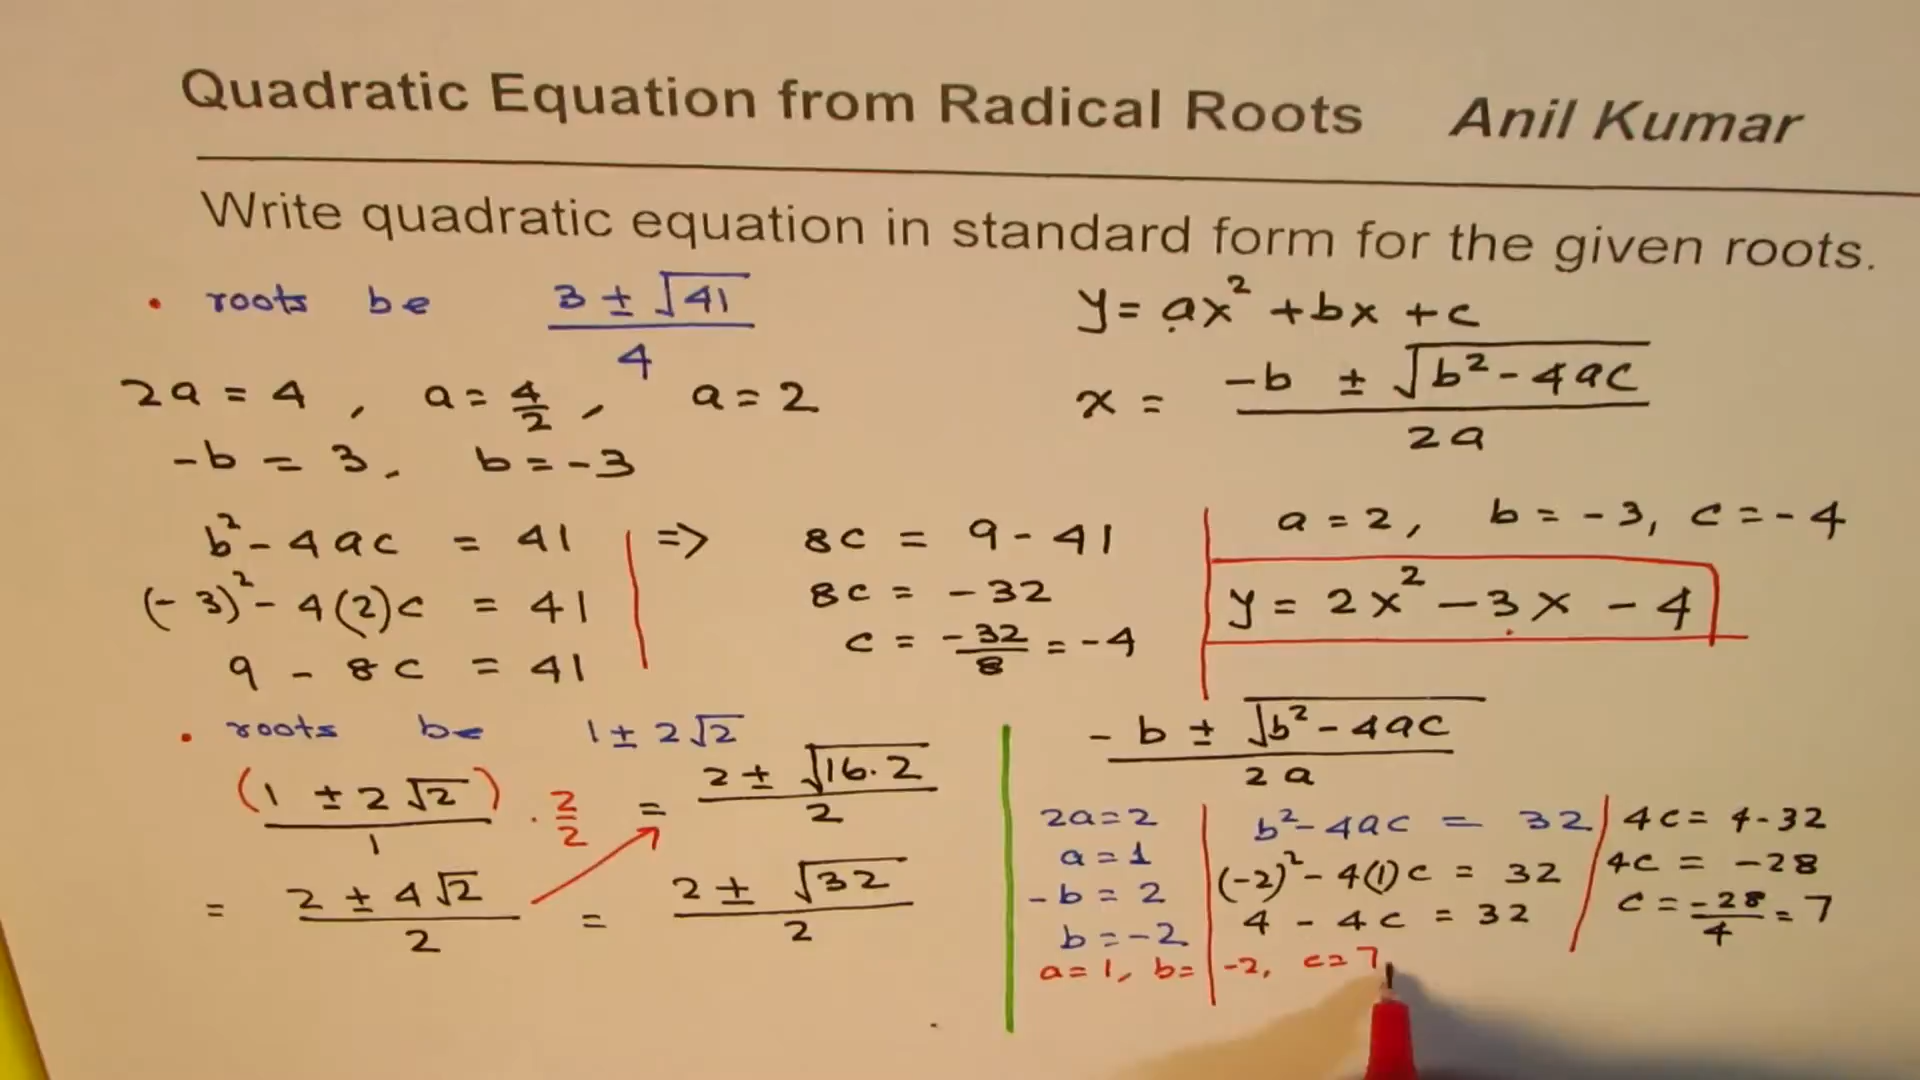 Quadratic Equation from Radical Roots Anil Kumar
Write quadratic equation in standard form for the given roots.
• roots be (3 ± √41)/4
2a = 4, a = 4/2, a = 2
-b = 3, b = -3
b² - 4ac = 41
(-3)² - 4(2)c = 41
9 - 8c = 41
=> 8c = 9 - 41
8c = -32
c = -32/8 = -4
y = ax² + bx + c
x = (-b ± √(b² - 4ac))/2a
a = 2, b = -3, c = -4
y = 2x² - 3x - 4
• roots be 1 ± 2√2
(1 ± 2√2)/1 · 2/2 = (2 ± √(16·2))/2
= (2 ± 4√2)/2 = (2 ± √32)/2
(-b ± √(b² - 4ac))/2a
2a = 2
a = 1
-b = 2
b = -2
b² - 4ac = 32
(-2)² - 4(1)c = 32
4 - 4c = 32
4c = 4 - 32
4c = -28
c = -28/4 = 7
a = 1, b = -2, c = 7